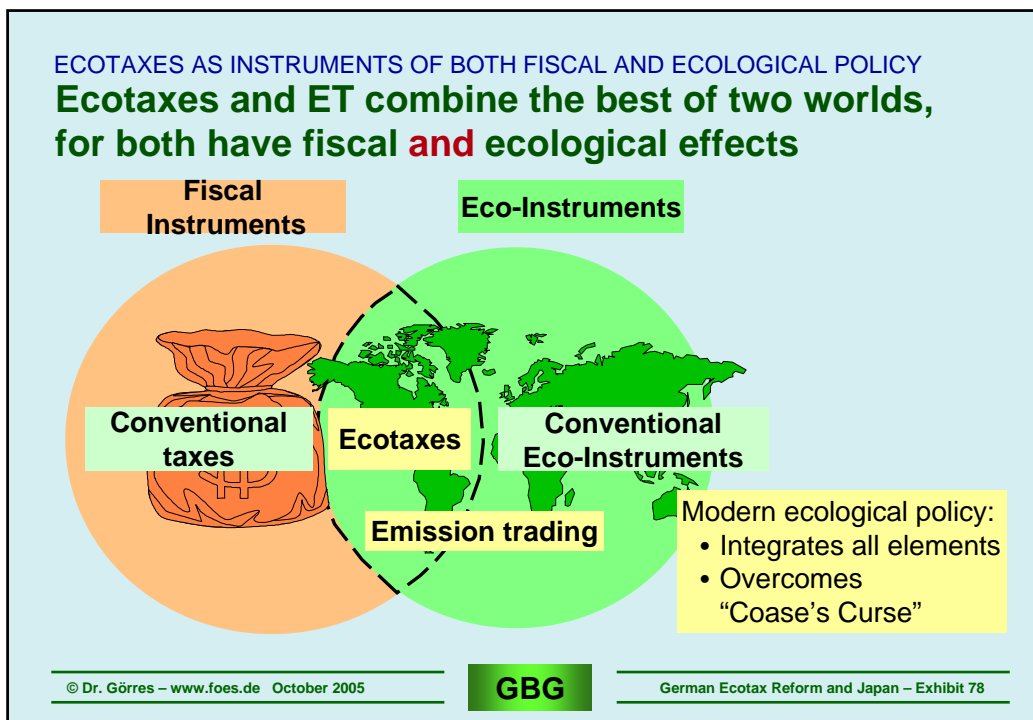 ECOTAXES AS INSTRUMENTS OF BOTH FISCAL AND ECOLOGICAL POLICY
Ecotaxes and ET combine the best of two worlds,
for both have fiscal and ecological effects
Fiscal
Instruments
Eco-Instruments
Conventional
taxes
Ecotaxes
Conventional
Eco-Instruments
Emission trading
Modern ecological policy:
• Integrates all elements
• Overcomes
“Coase’s Curse”
© Dr. Görres – www.foes.de October 2005
GBG
German Ecotax Reform and Japan – Exhibit 78